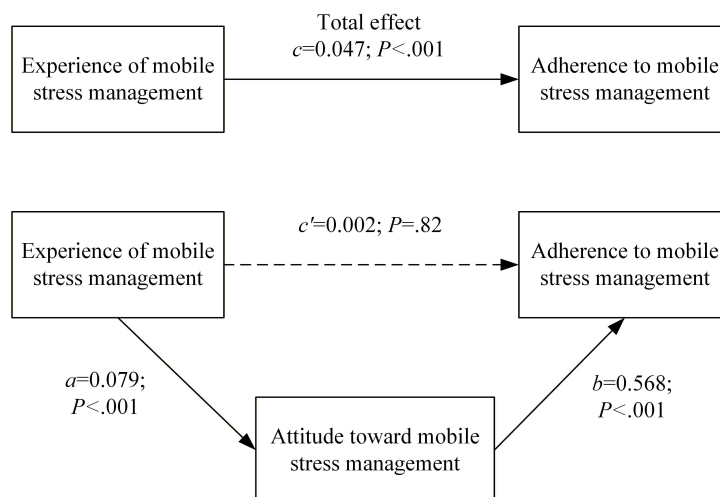 Total effect
c=0.047; P<.001
Experience of mobile
stress management
Adherence to mobile
stress management
c'=0.002; P=.82
Experience of mobile
stress management
Adherence to mobile
stress management
a=0.079;
P<.001
b=0.568;
P<.001
Attitude toward mobile
stress management